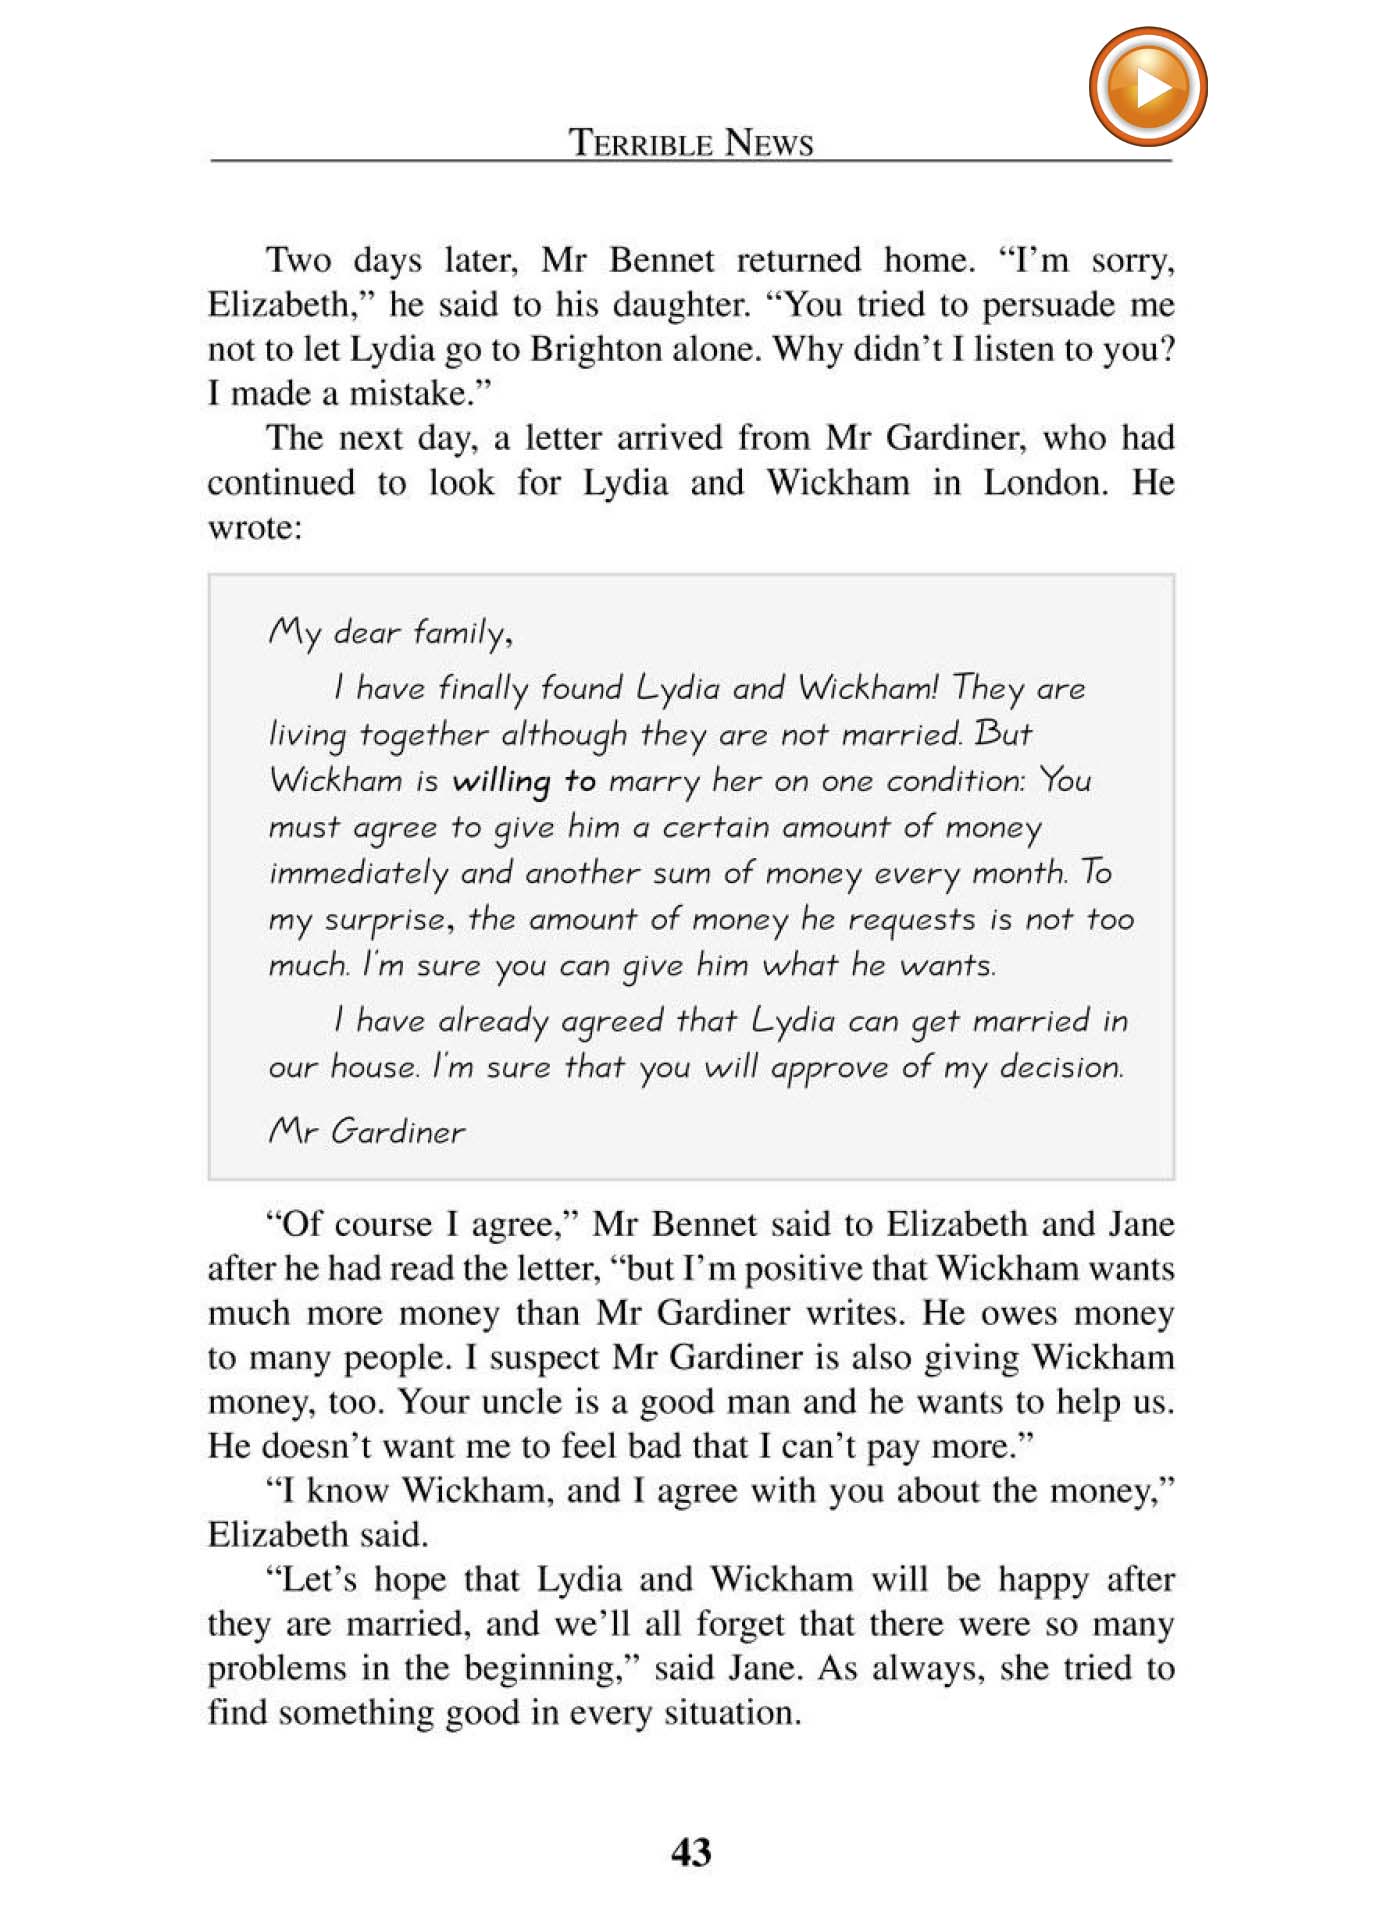 TERRIBLE NEWS
Two days later, Mr Bennet returned home. “I’m sorry,
Elizabeth,” he said to his daughter. “You tried to persuade me
not to let Lydia go to Brighton alone. Why didn’t I listen to you?
I made a mistake.”
The next day, a letter arrived from Mr Gardiner, who had
continued to look for Lydia and Wickham in London. He
wrote:
My dear family,
I have finally found Lydia and Wickham! They are
living together although they are not married. But
Wickham is willing to marry her on one condition: You
must agree to give him a certain amount of money
immediately and another sum of money every month. To
my surprise, the amount of money he requests is not too
much. I’m sure you can give him what he wants.
I have already agreed that Lydia can get married in
our house. I’m sure that you will approve of my decision.
Mr Gardiner
“Of course I agree,” Mr Bennet said to Elizabeth and Jane
after he had read the letter, “but I’m positive that Wickham wants
much more money than Mr Gardiner writes. He owes money
to many people. I suspect Mr Gardiner is also giving Wickham
money, too. Your uncle is a good man and he wants to help us.
He doesn’t want me to feel bad that I can’t pay more.”
“I know Wickham, and I agree with you about the money,”
Elizabeth said.
“Let’s hope that Lydia and Wickham will be happy after
they are married, and we’ll all forget that there were so many
problems in the beginning,” said Jane. As always, she tried to
find something good in every situation.
43